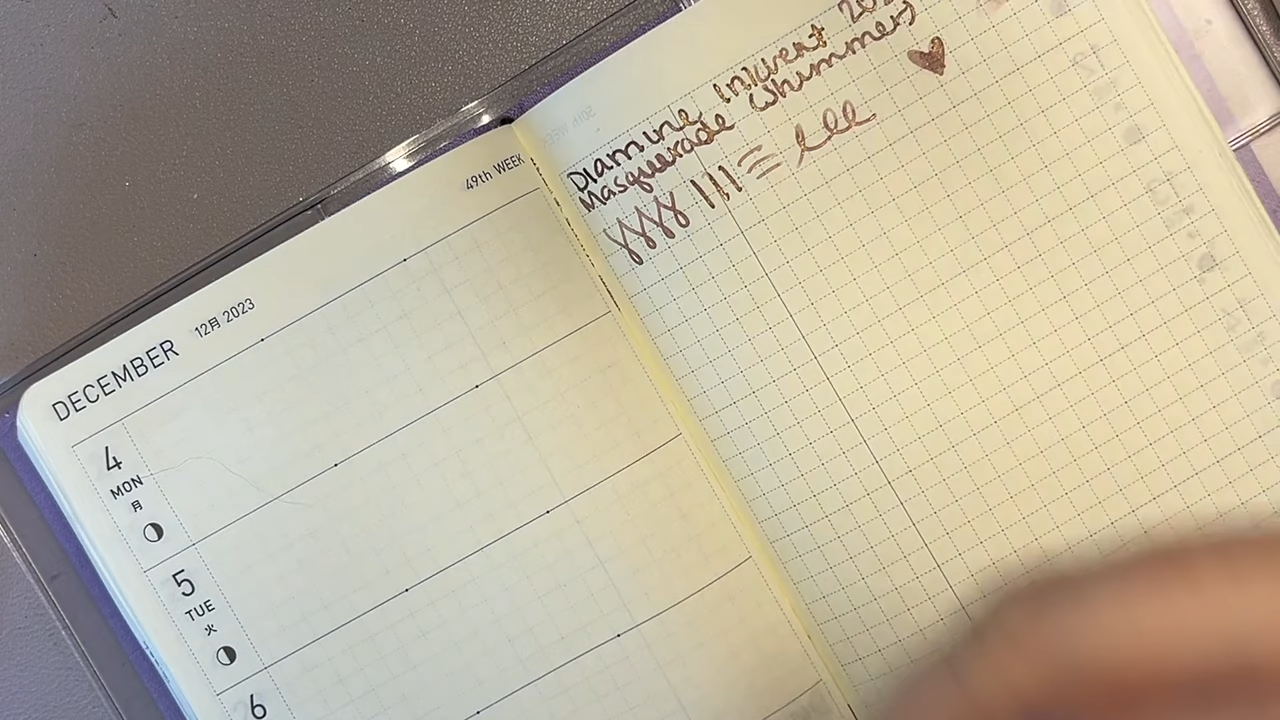 DECEMBER 12月 2023
49th WEEK
4
MON
月
5
TUE
火
6
Diamine Inkvent
Masquerade (Shimmer)